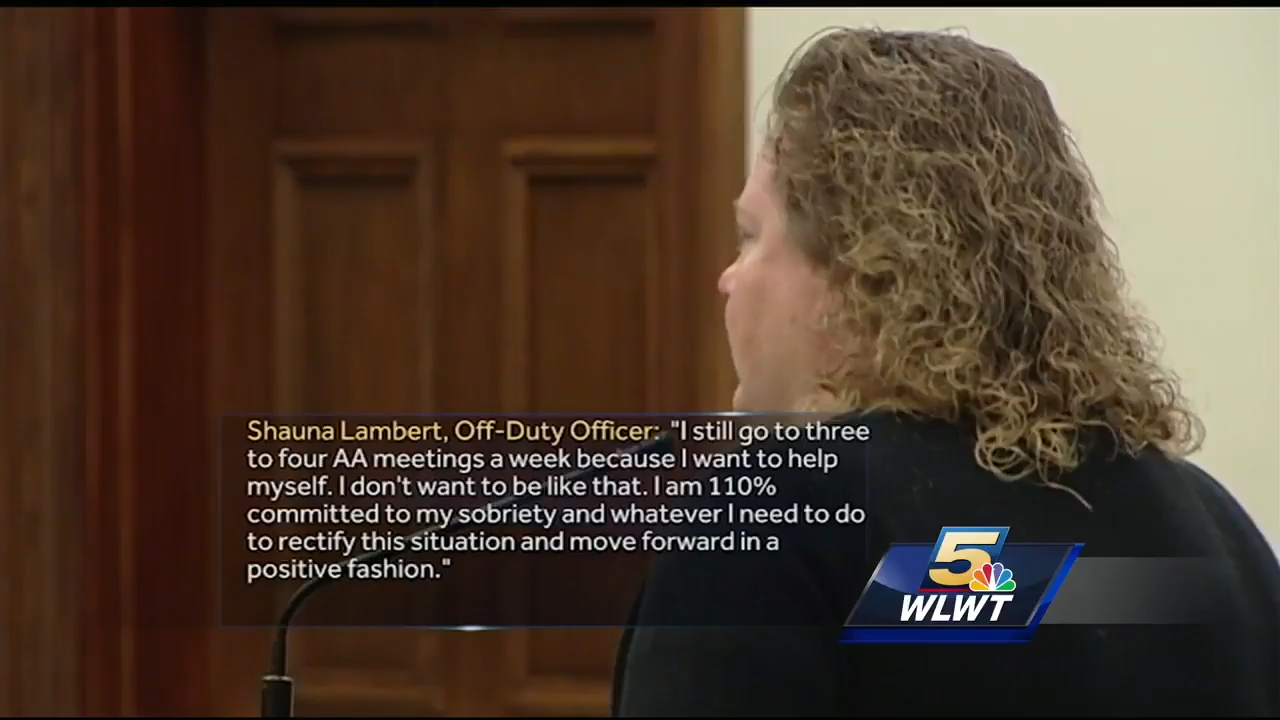 Shauna Lambert, Off-Duty Officer: "I still go to three
to four AA meetings a week because I want to help
myself. I don't want to be like that. I am 110%
committed to my sobriety and whatever I need to do
to rectify this situation and move forward in a
positive fashion."
5
WLWT